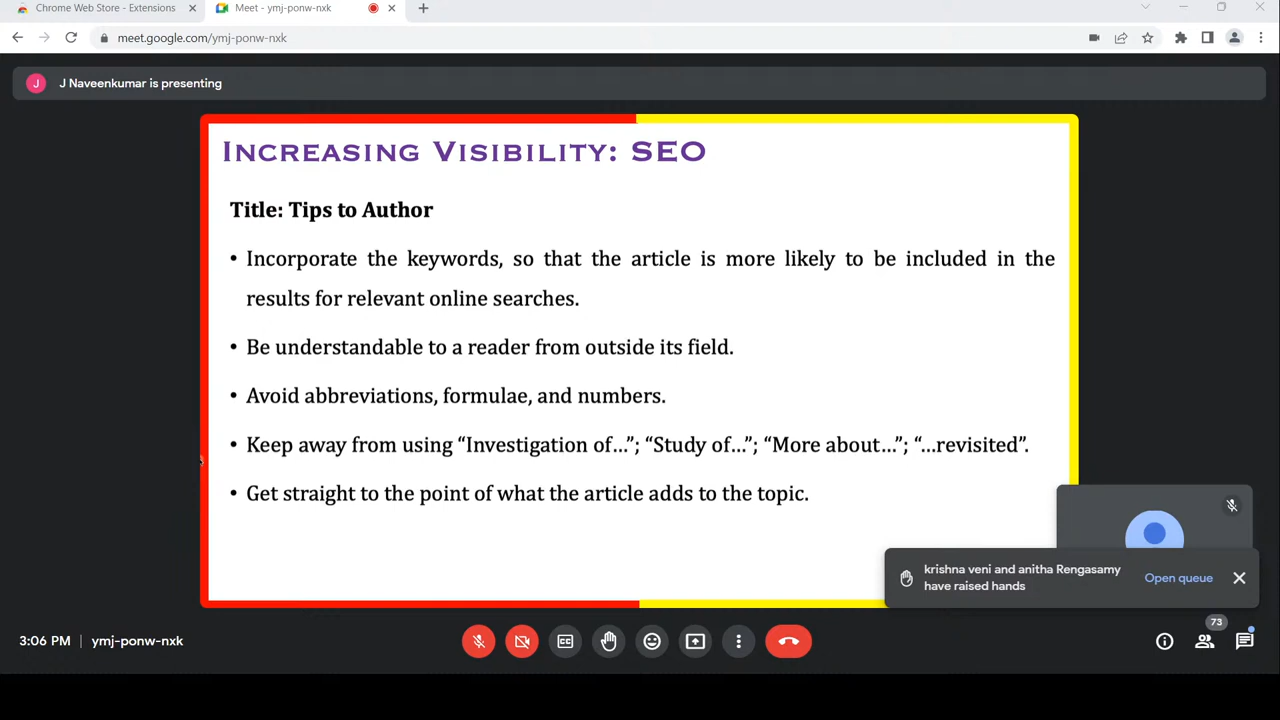 Chrome Web Store - Extensions
Meet - ymj-ponw-nxk
meet.google.com/ymj-ponw-nxk
J
J Naveenkumar is presenting
INCREASING VISIBILITY: SEO
Title: Tips to Author
• Incorporate the keywords, so that the article is more likely to be included in the
results for relevant online searches.
• Be understandable to a reader from outside its field.
• Avoid abbreviations, formulae, and numbers.
• Keep away from using “Investigation of…”; “Study of…”; “More about…”; “…revisited”.
• Get straight to the point of what the article adds to the topic.
krishna veni and anitha Rengasamy
have raised hands
Open queue
3:06 PM
ymj-ponw-nxk
73